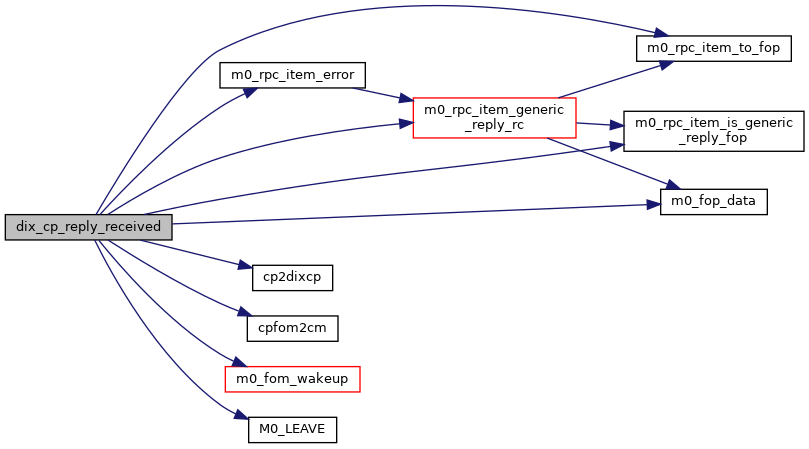 m0_rpc_item_to_fop
m0_rpc_item_error
m0_rpc_item_generic
_reply_rc
m0_rpc_item_is_generic
_reply_fop
m0_fop_data
dix_cp_reply_received
cp2dixcp
cpfom2cm
m0_fom_wakeup
M0_LEAVE